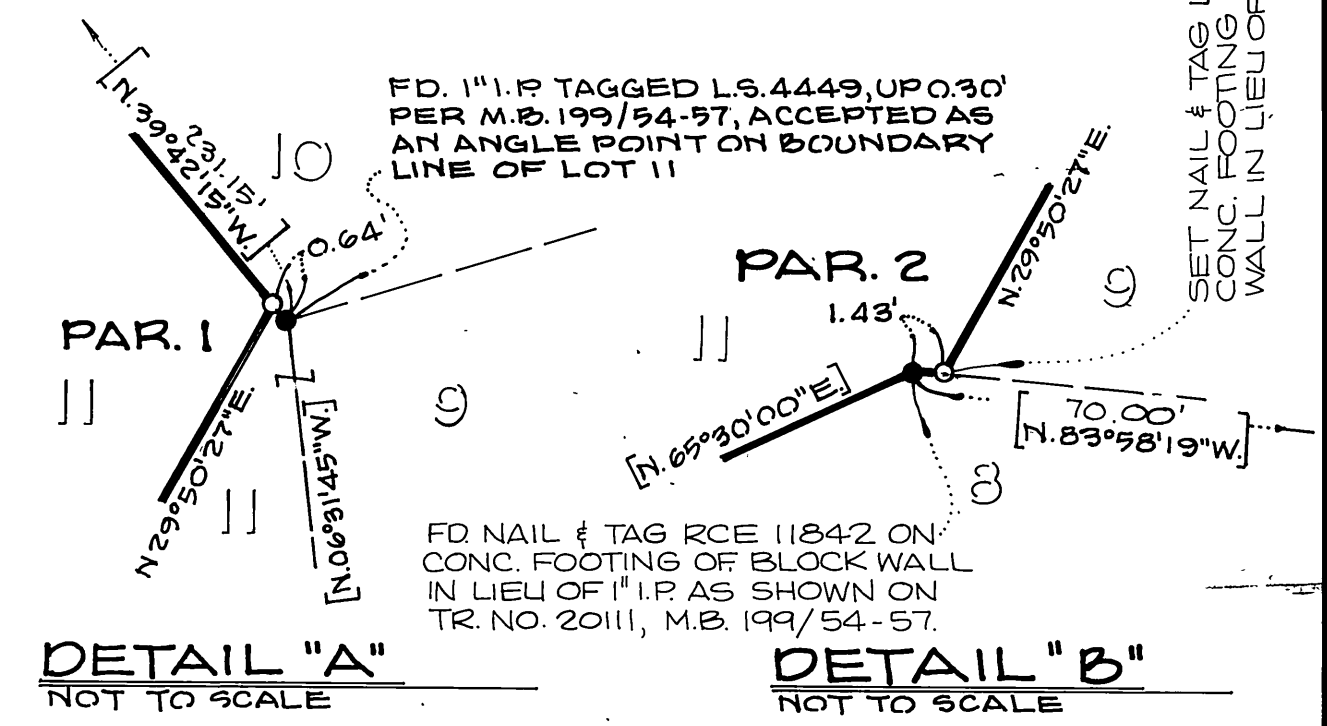 FD. 1" I.P. TAGGED L.S. 4449, UP 0.30'
PER M.B. 199/54-57, ACCEPTED AS
AN ANGLE POINT ON BOUNDARY
LINE OF LOT 11
[N.39°42'15"W.]
231.15'
10
0.64'
PAR. 1
11
N29°50'27"E.
11
[N.06°31'45"W.]
9
DETAIL "A"
NOT TO SCALE
SET NAIL & TAG
CONC. FOOTING
WALL IN LIEU OF
PAR. 2
N.29°50'27"E.
9
1.43'
11
[N.65°30'00"E.]
70.00'
[N.83°58'19"W.]
8
FD. NAIL & TAG RCE 11842 ON
CONC. FOOTING OF BLOCK WALL
IN LIEU OF 1" I.P. AS SHOWN ON
TR. NO. 20111, M.B. 199/54-57.
DETAIL "B"
NOT TO SCALE